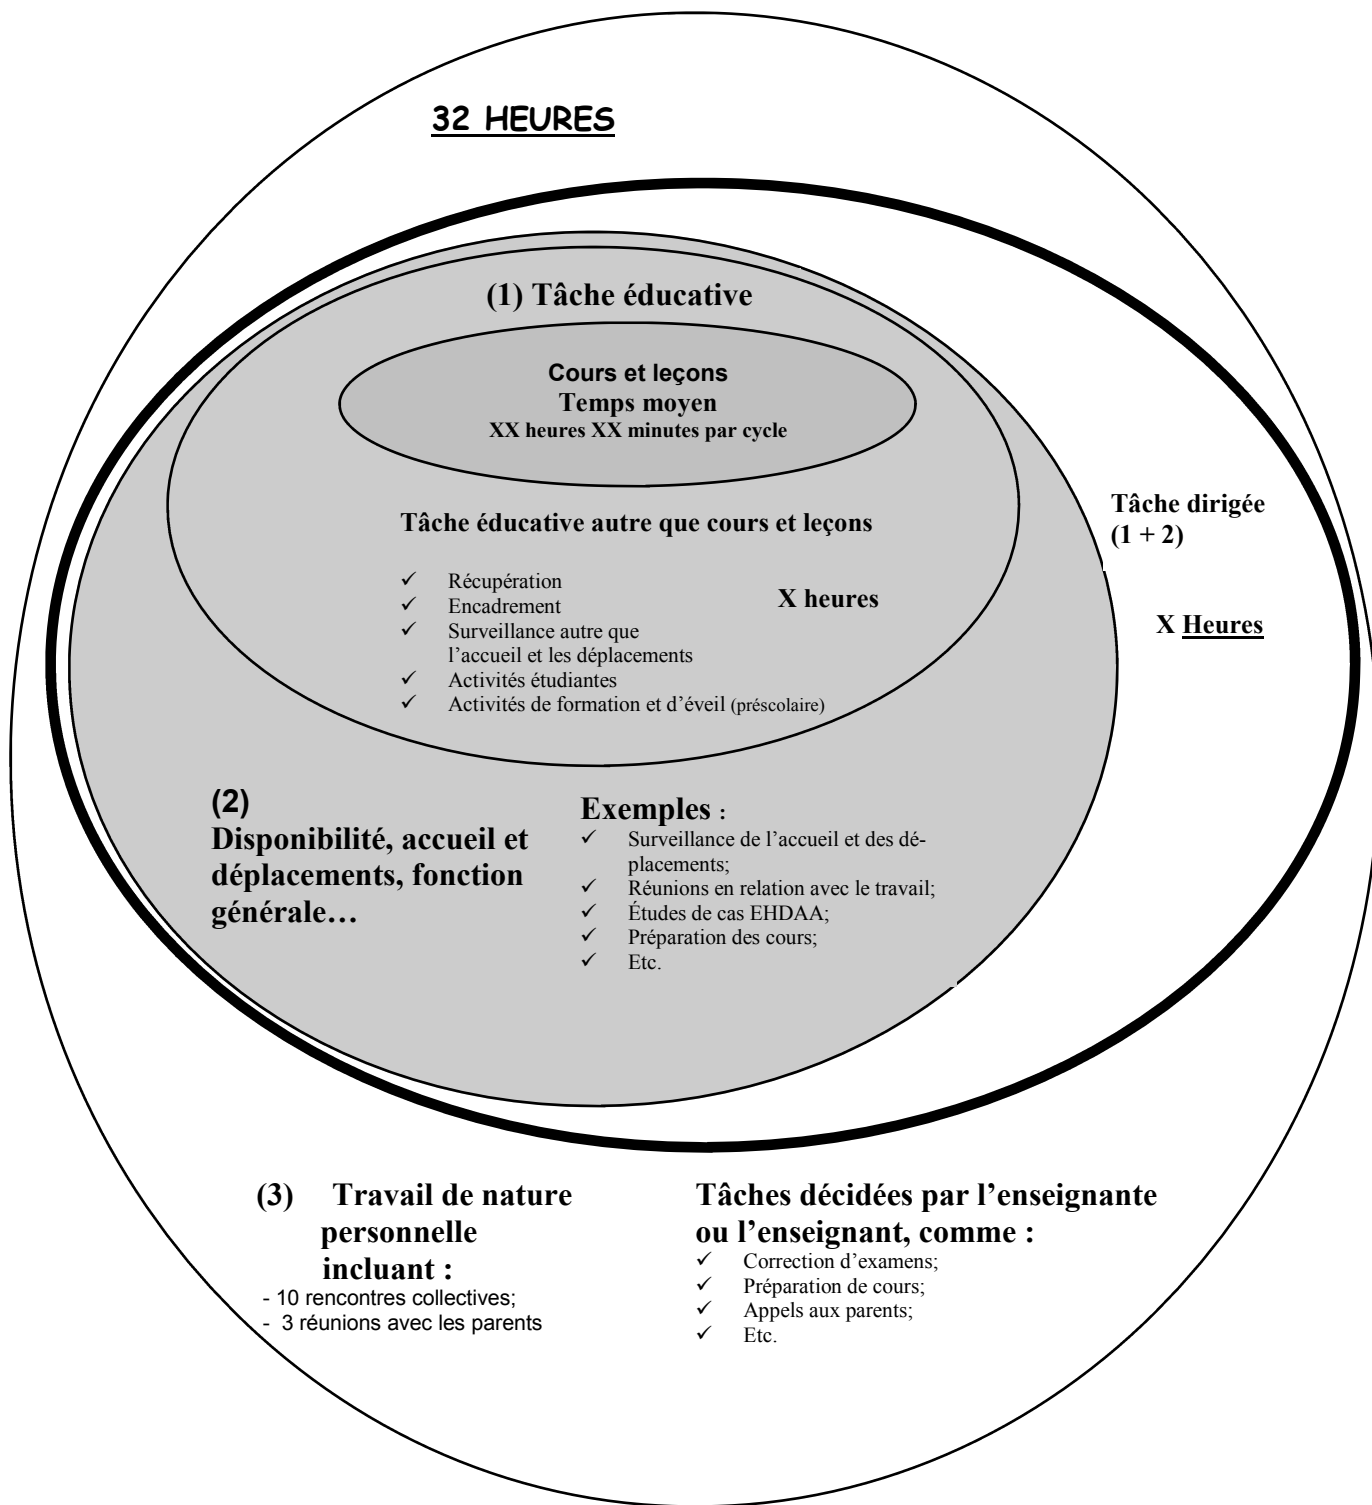 32 HEURES
(1) Tâche éducative
Cours et leçons
Temps moyen
XX heures XX minutes par cycle
Tâche éducative autre que cours et leçons
✓ Récupération
✓ Encadrement
✓ Surveillance autre que
l’accueil et les déplacements
✓ Activités étudiantes
✓ Activités de formation et d’éveil (préscolaire)
X heures
Tâche dirigée
(1 + 2)
X Heures
(2)
Disponibilité, accueil et
déplacements, fonction
générale…
Exemples :
✓ Surveillance de l’accueil et des dé-
placements;
✓ Réunions en relation avec le travail;
✓ Études de cas EHDAA;
✓ Préparation des cours;
✓ Etc.
(3) Travail de nature
personnelle
incluant :
- 10 rencontres collectives;
- 3 réunions avec les parents
Tâches décidées par l’enseignante
ou l’enseignant, comme :
✓ Correction d’examens;
✓ Préparation de cours;
✓ Appels aux parents;
✓ Etc.